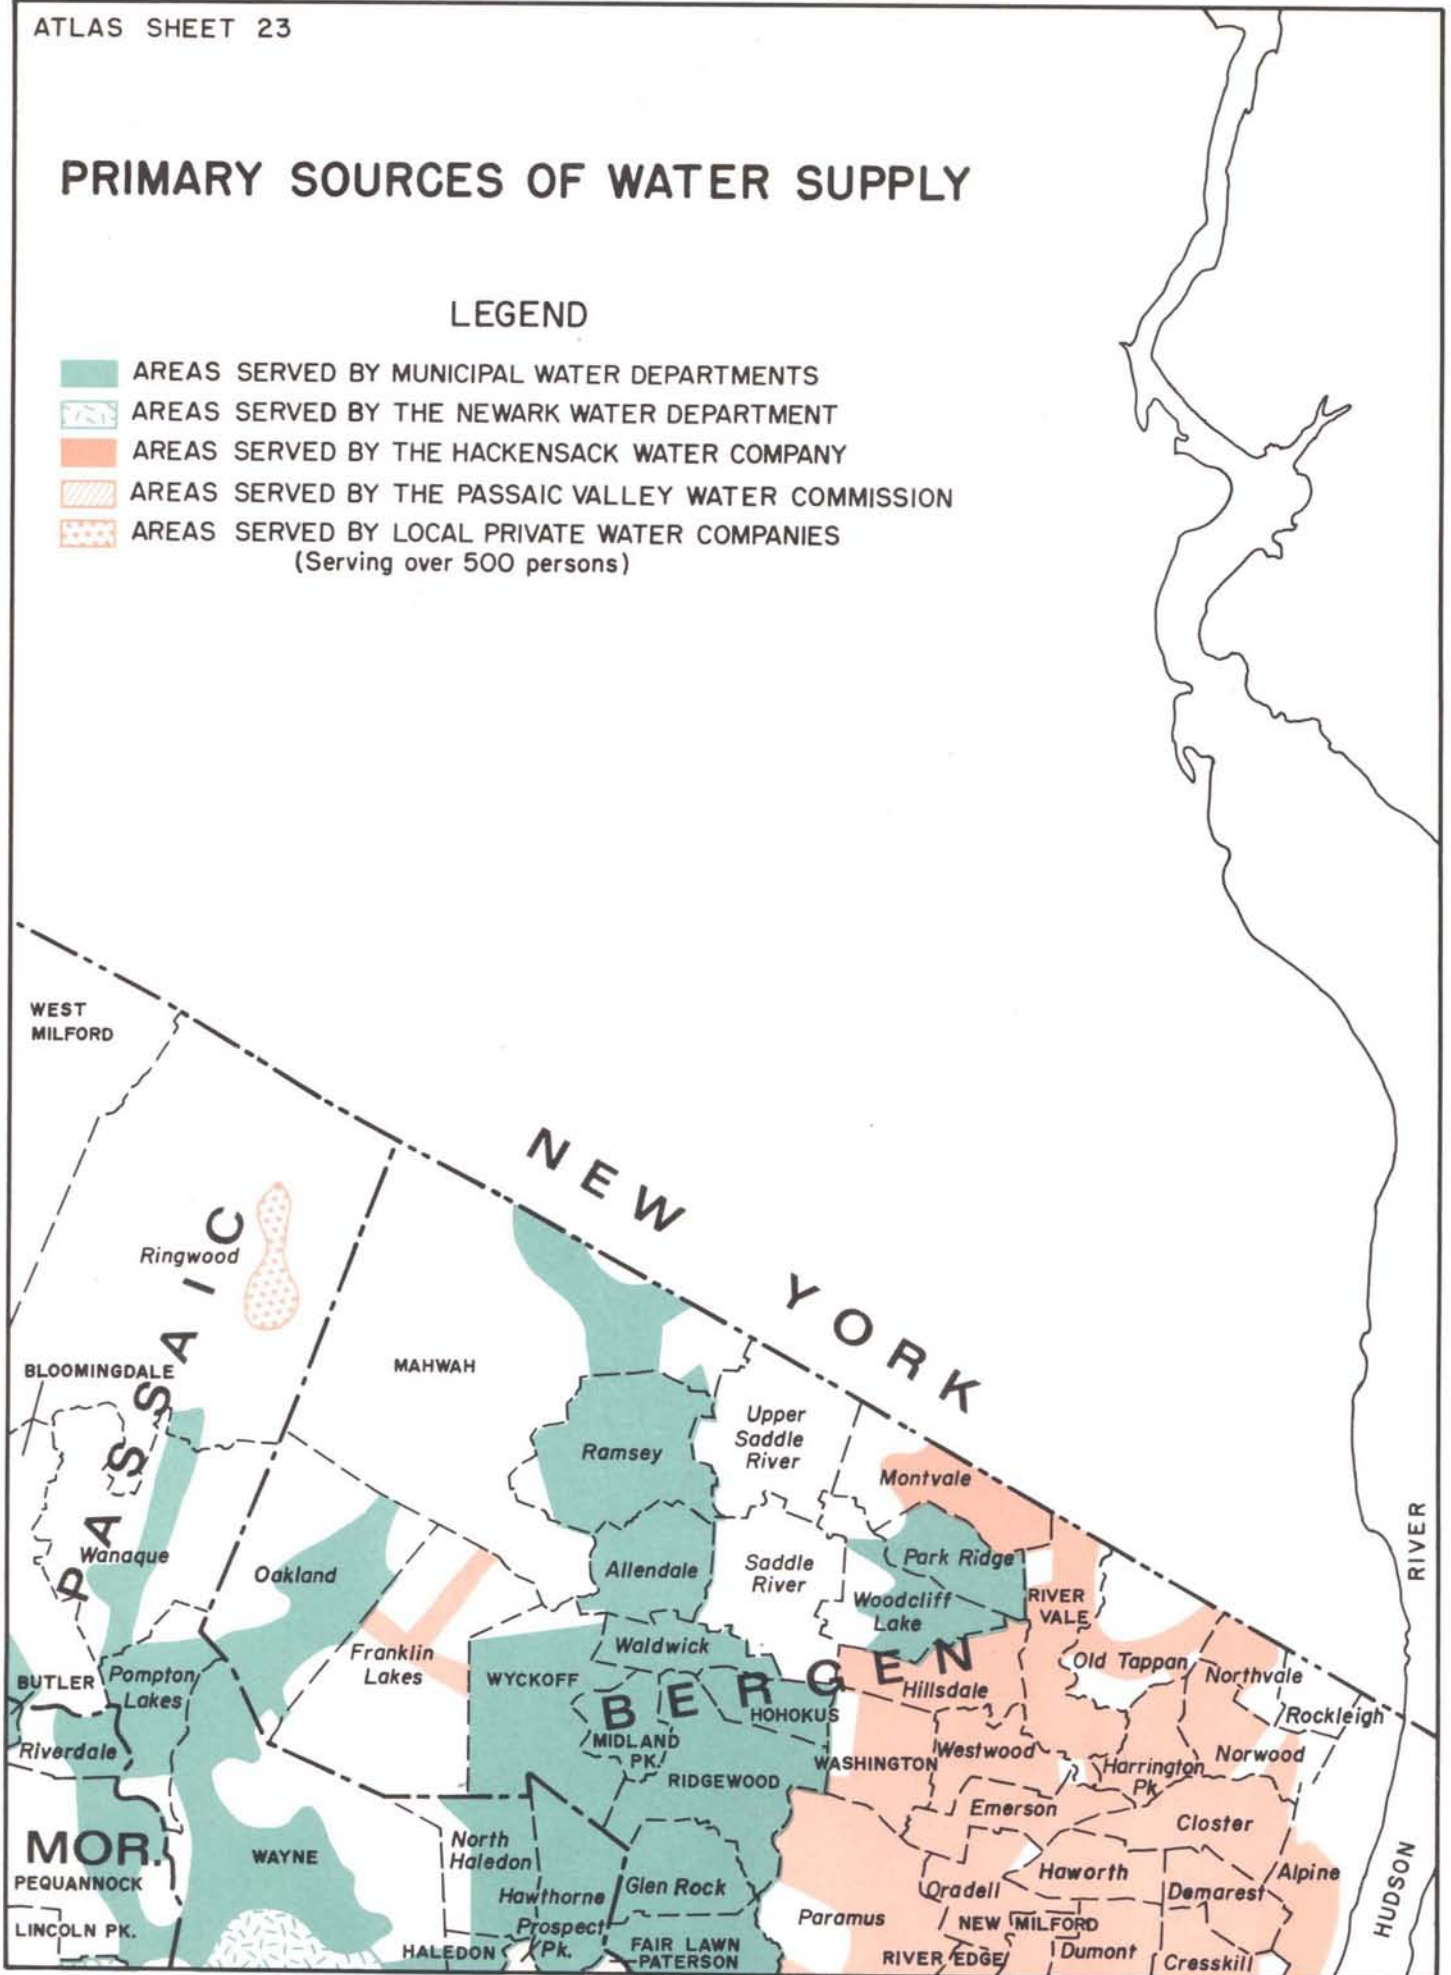 ATLAS SHEET 23
PRIMARY SOURCES OF WATER SUPPLY
LEGEND
AREAS SERVED BY MUNICIPAL WATER DEPARTMENTS
AREAS SERVED BY THE NEWARK WATER DEPARTMENT
AREAS SERVED BY THE HACKENSACK WATER COMPANY
AREAS SERVED BY THE PASSAIC VALLEY WATER COMMISSION
AREAS SERVED BY LOCAL PRIVATE WATER COMPANIES
(Serving over 500 persons)
WEST
MILFORD
NEW YORK
PASSAIC
Ringwood
BLOOMINGDALE
MAHWAH
Upper
Saddle
River
Ramsey
Montvale
Wanaque
Oakland
Allendale
Saddle
River
Park Ridge
Woodcliff
Lake
RIVER
VALE
Waldwick
Franklin
Lakes
WYCKOFF
BERGEN
Old Tappan
Northvale
BUTLER
Pompton
Lakes
Hillsdale
Rockleigh
HOHOKUS
MIDLAND
PK.
Riverdale
RIDGEWOOD
WASHINGTON
Westwood
Harrington
Pk.
Norwood
Emerson
Closter
MOR.
PEQUANNOCK
WAYNE
North
Haledon
Hawthorne
Glen Rock
Oradell
Haworth
Demarest
Alpine
LINCOLN PK.
HALEDON
Prospect
Pk.
FAIR LAWN
PATERSON
Paramus
NEW MILFORD
RIVER EDGE
Dumont
Cresskill
HUDSON RIVER